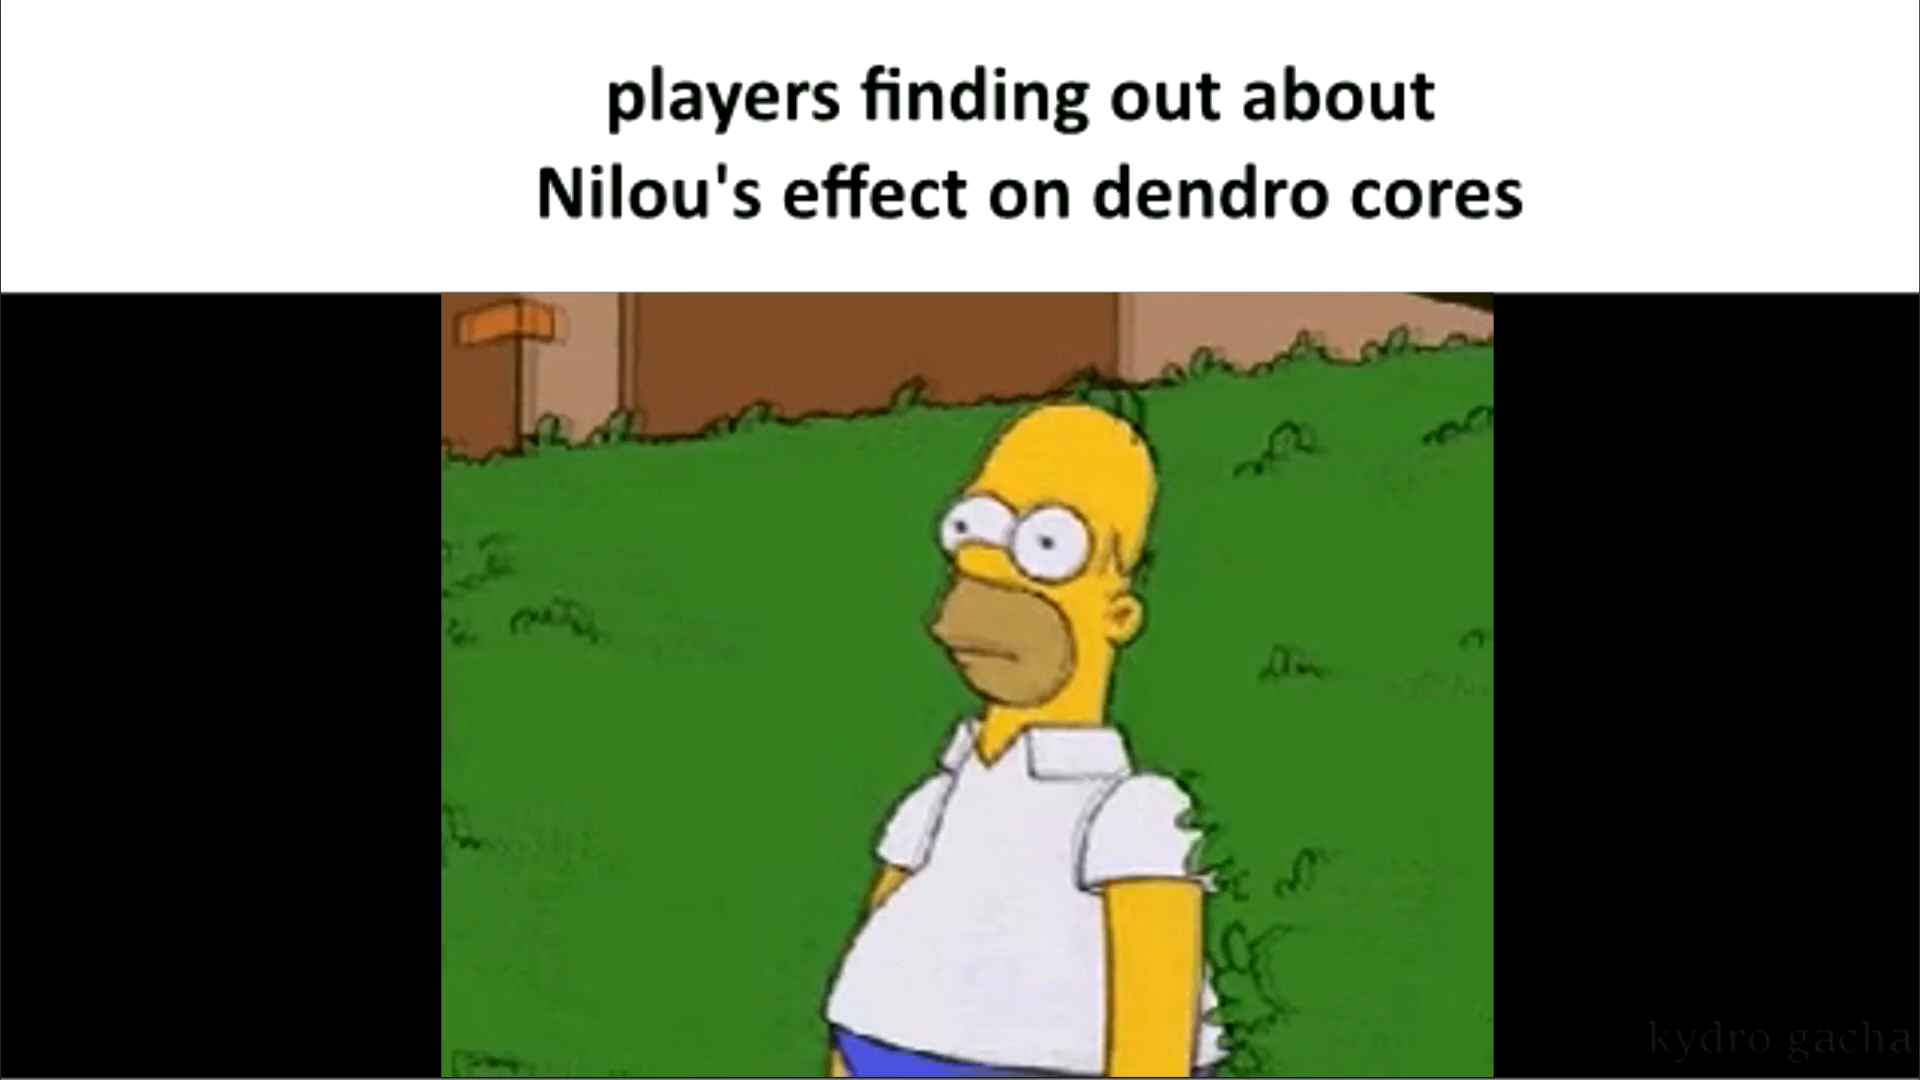 players finding out about
Nilou's effect on dendro cores
kydro gacha